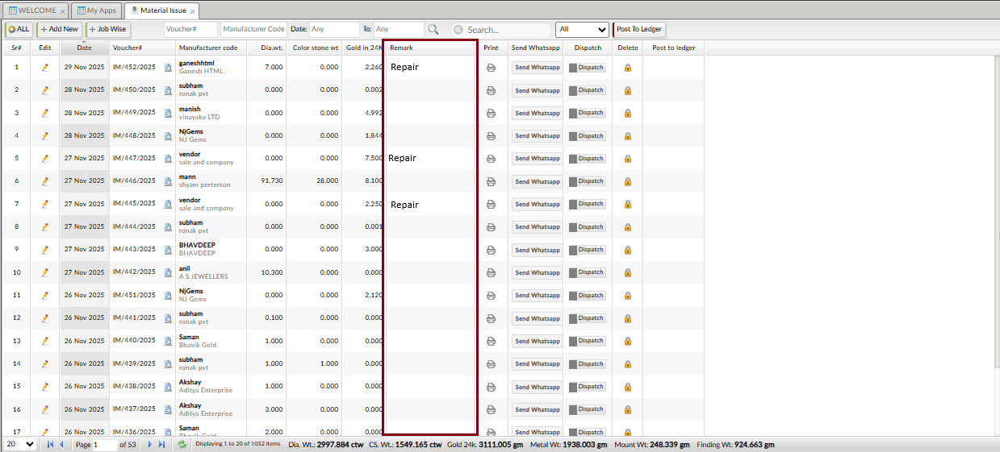 WELCOME My Apps Material Issue
ALL Add New Job Wise Voucher# Manufacturer Code Date: Any To: Any Search... All Post To Ledger
Sr# Edit Date Voucher# Manufacturer code Dia.wt. Color stone wt Gold in 24K Remark Print Send Whatsapp Dispatch Delete Post to ledger
1 29 Nov 2025 IM/452/2025 ganeshhtml 7.000 0.000 2.260 Repair Send Whatsapp Dispatch
Ganesh HTML
2 28 Nov 2025 IM/450/2025 subham 0.000 0.000 0.002 Send Whatsapp Dispatch
ronak pvt
3 28 Nov 2025 IM/449/2025 manish 0.000 0.000 4.992 Send Whatsapp Dispatch
vinayaka LTD
4 28 Nov 2025 IM/448/2025 NjGems 0.000 0.000 1.844 Send Whatsapp Dispatch
NJ Gems
5 27 Nov 2025 IM/447/2025 vendor 0.000 0.000 7.500 Repair Send Whatsapp Dispatch
sale and company
6 27 Nov 2025 IM/446/2025 mann 91.730 28.000 8.100 Send Whatsapp Dispatch
shyam perterson
7 27 Nov 2025 IM/445/2025 vendor 0.000 0.000 2.250 Repair Send Whatsapp Dispatch
sale and company
8 27 Nov 2025 IM/444/2025 subham 0.000 0.000 0.001 Send Whatsapp Dispatch
ronak pvt
9 27 Nov 2025 IM/443/2025 BHAVDEEP 0.000 0.000 3.000 Send Whatsapp Dispatch
BHAVDEEP
10 27 Nov 2025 IM/442/2025 anil 10.300 0.000 0.000 Send Whatsapp Dispatch
A S JEWELLERS
11 26 Nov 2025 IM/451/2025 NjGems 0.000 0.000 2.120 Send Whatsapp Dispatch
NJ Gems
12 26 Nov 2025 IM/441/2025 subham 0.100 0.000 0.000 Send Whatsapp Dispatch
ronak pvt
13 26 Nov 2025 IM/440/2025 Saman 1.000 0.000 0.000 Send Whatsapp Dispatch
Bhavik Gold
14 26 Nov 2025 IM/439/2025 subham 1.000 1.000 0.000 Send Whatsapp Dispatch
ronak pvt
15 26 Nov 2025 IM/438/2025 Akshay 1.000 0.000 0.000 Send Whatsapp Dispatch
Aditya Enterprise
16 26 Nov 2025 IM/437/2025 Akshay 3.000 0.000 0.000 Send Whatsapp Dispatch
Aditya Enterprise
17 26 Nov 2025 IM/436/2025 Saman 2.000 0.000 0.000 Send Whatsapp Dispatch
Bhavik Gold
20 Page 1 of 53 Displaying 1 to 20 of 1052 items Dia. Wt.: 2997.884 ctw CS. Wt.: 1549.165 ctw Gold 24k: 3111.005 gm Metal Wt: 1938.003 gm Mount Wt: 248.339 gm Finding Wt: 924.663 gm